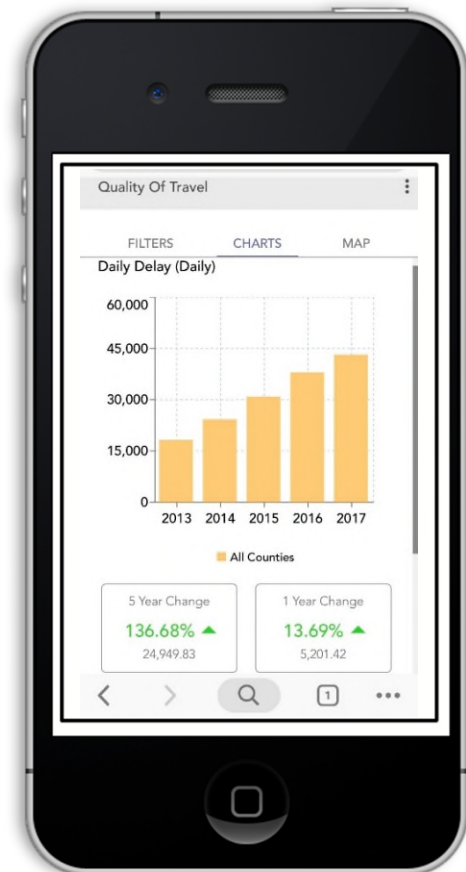 Quality Of Travel
FILTERS CHARTS MAP
Daily Delay (Daily)
60,000
45,000
30,000
15,000
0
2013 2014 2015 2016 2017
All Counties
5 Year Change 1 Year Change
136.68% 13.69%
24,949.83 5,201.42
1